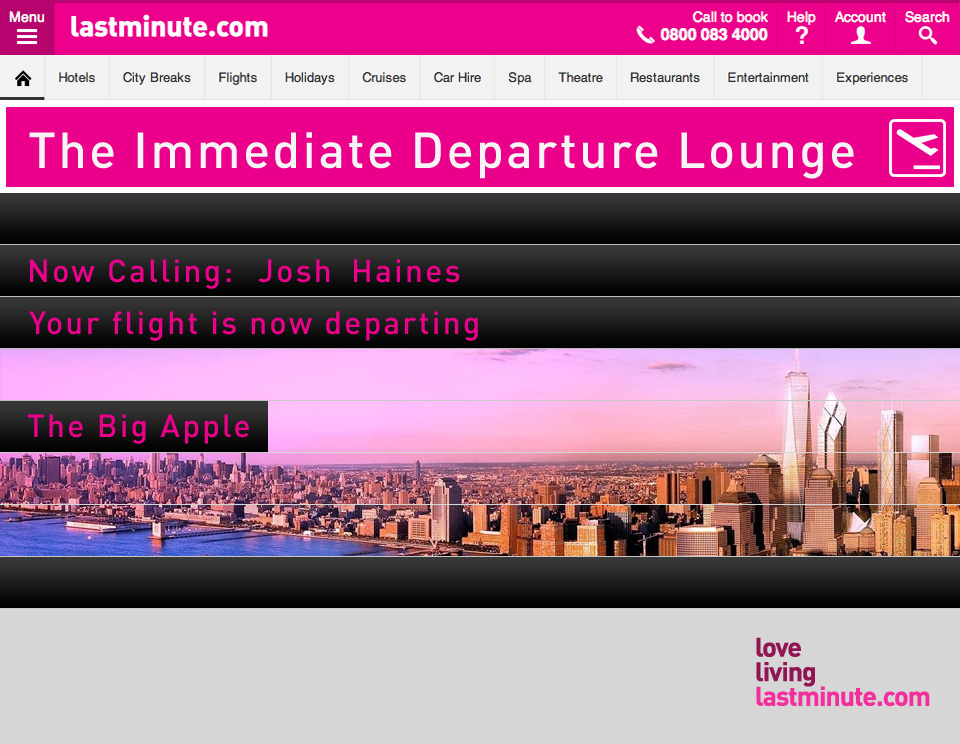 Menu
lastminute.com
Call to book
0800 083 4000
Help
?
Account
Search
Hotels
City Breaks
Flights
Holidays
Cruises
Car Hire
Spa
Theatre
Restaurants
Entertainment
Experiences
The Immediate Departure Lounge
Now Calling: Josh Haines
Your flight is now departing
The Big Apple
love
living
lastminute.com